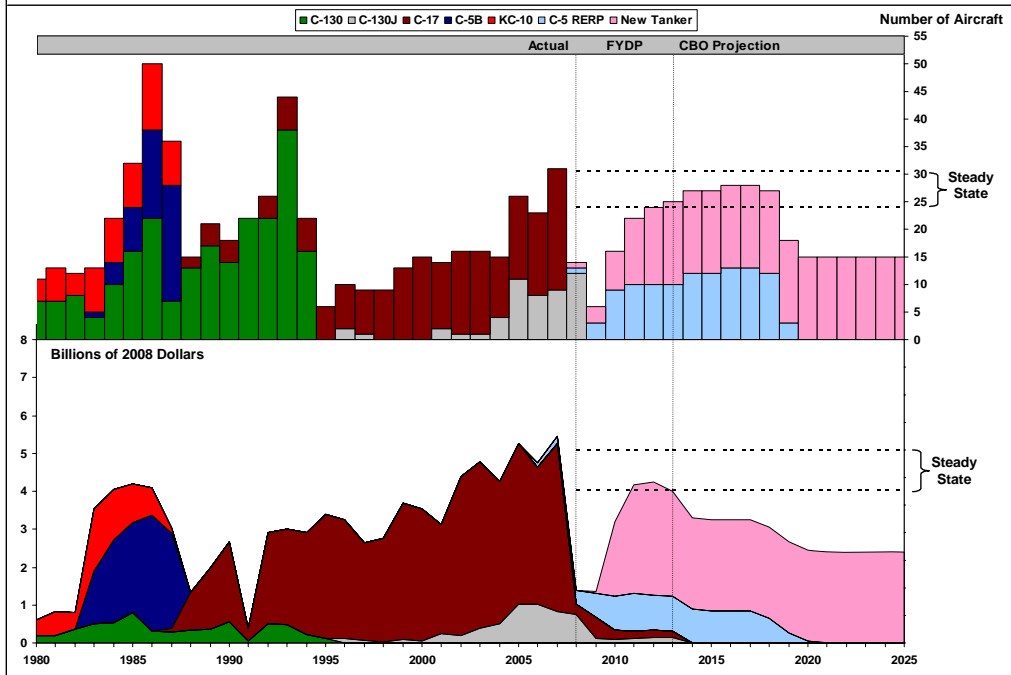 C-130 C-130J C-17 C-5B KC-10 C-5 RERP New Tanker
Number of Aircraft
Actual FYDP CBO Projection
55
50
45
40
35
30
25
20
15
10
5
0
Steady
State
Billions of 2008 Dollars
8
7
6
5
4
3
2
1
0
Steady
State
1980 1985 1990 1995 2000 2005 2010 2015 2020 2025